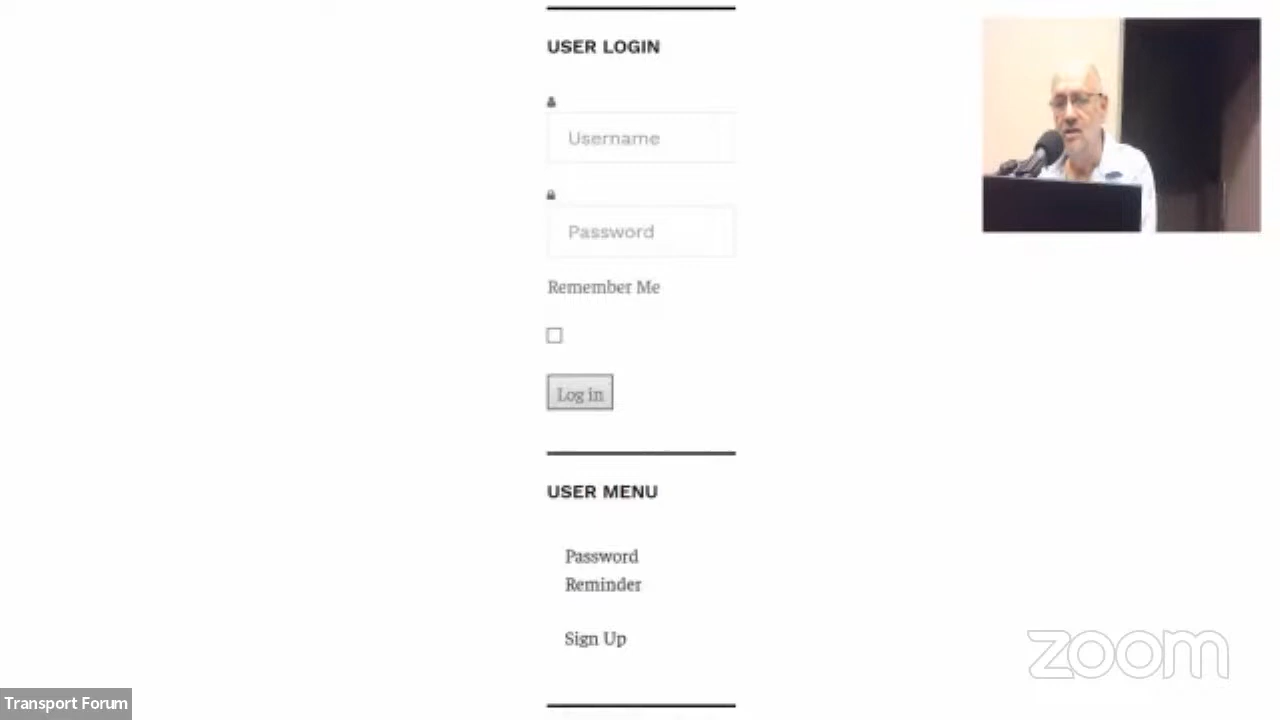 USER LOGIN
Username
Password
Remember Me
Log in
USER MENU
Password
Reminder
Sign Up
zoom
Transport Forum